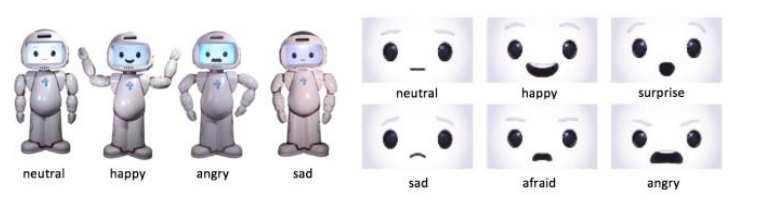 neutral happy angry sad
neutral happy surprise
sad afraid angry